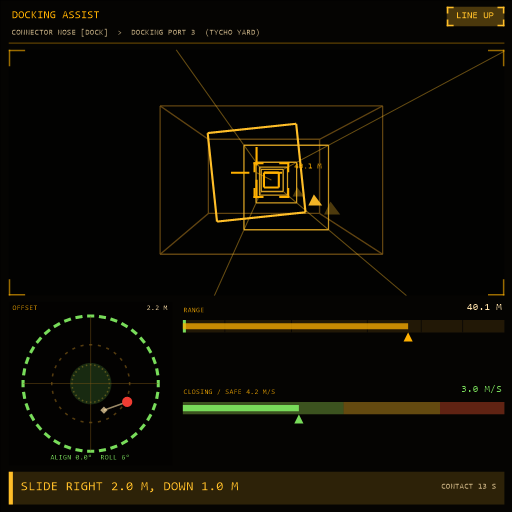 DOCKING ASSIST
LINE UP
CONNECTOR NOSE [DOCK] > DOCKING PORT 3 (TYCHO YARD)
40.1 M
OFFSET 2.2 M
RANGE 40.1 M
CLOSING / SAFE 4.2 M/S 3.0 M/S
ALIGN 0.0° ROLL 6°
SLIDE RIGHT 2.0 M, DOWN 1.0 M
CONTACT 13 S